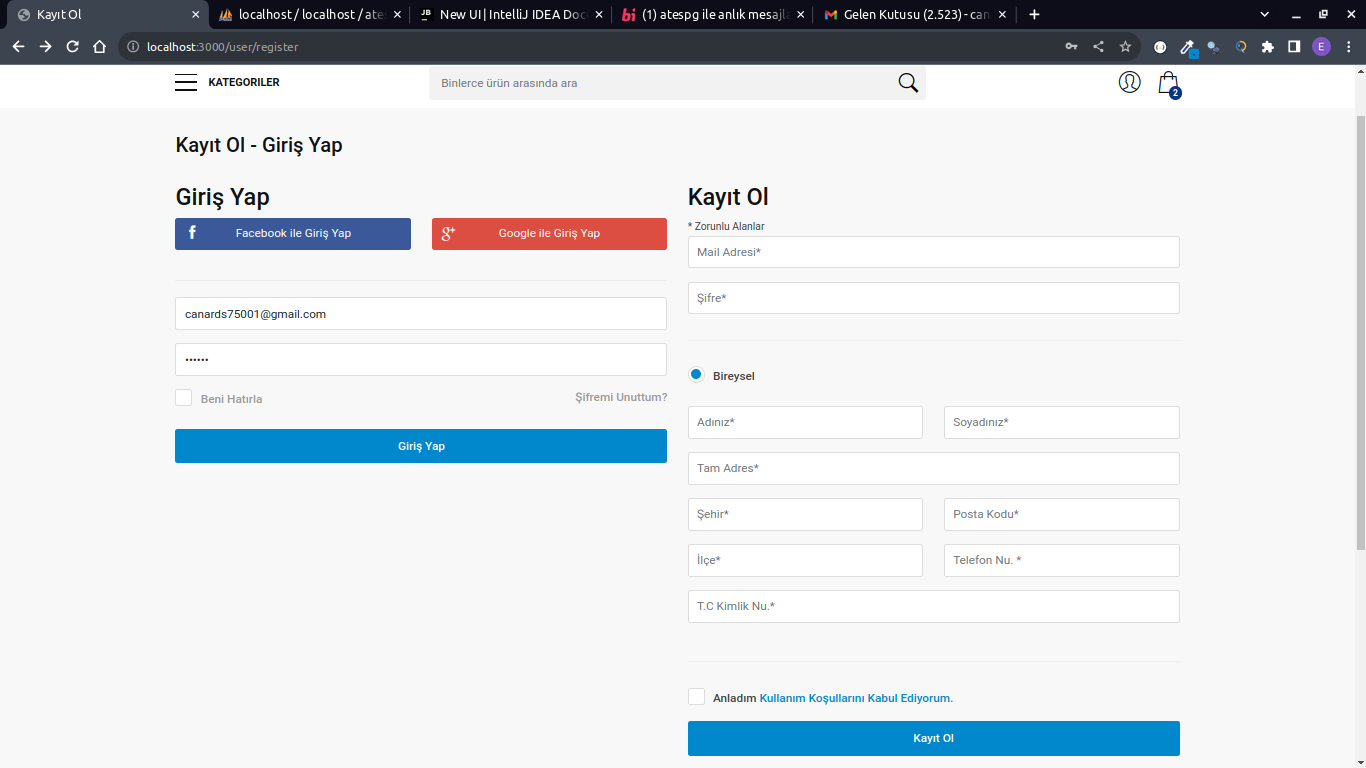 Kayıt Ol
localhost / localhost / ate
New UI | IntelliJ IDEA Doc
(1) atespg ile anlık mesajla
Gelen Kutusu (2.523) - can
localhost:3000/user/register
E
KATEGORILER
Binlerce ürün arasında ara
2
Kayıt Ol - Giriş Yap
Giriş Yap
Facebook ile Giriş Yap
Google ile Giriş Yap
canards75001@gmail.com
••••••
Beni Hatırla
Şifremi Unuttum?
Giriş Yap
Kayıt Ol
* Zorunlu Alanlar
Mail Adresi*
Şifre*
Bireysel
Adınız*
Soyadınız*
Tam Adres*
Şehir*
Posta Kodu*
İlçe*
Telefon Nu. *
T.C Kimlik Nu.*
Anladım Kullanım Koşullarını Kabul Ediyorum.
Kayıt Ol